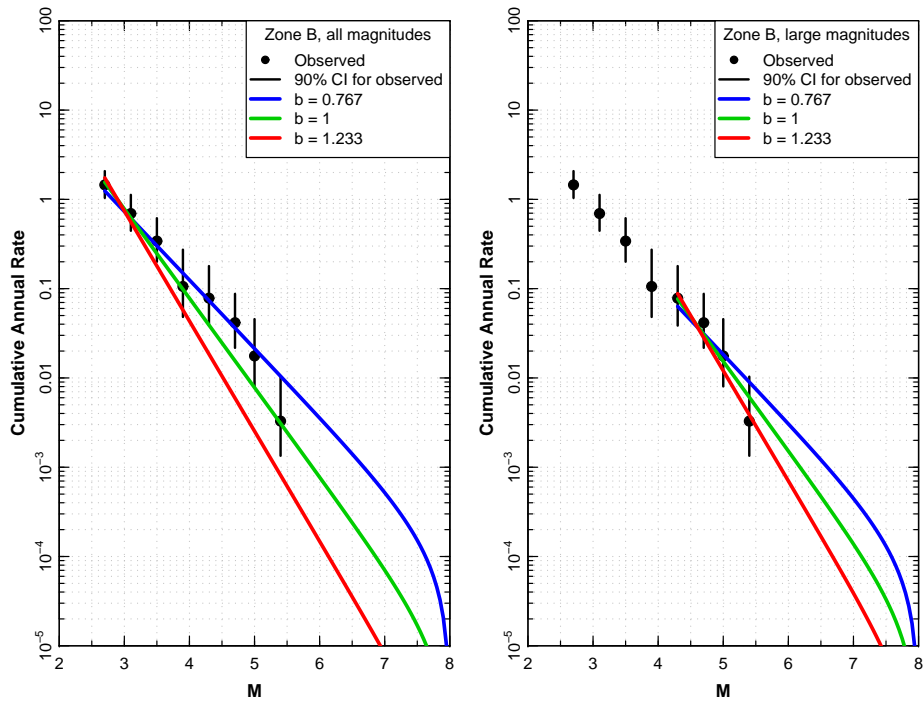 Zone B, all magnitudes
Observed
90% CI for observed
b = 0.767
b = 1
b = 1.233
100
10
1
0.1
0.01
10⁻³
10⁻⁴
10⁻⁵
Cumulative Annual Rate
2 3 4 5 6 7 8
M
Zone B, large magnitudes
Observed
90% CI for observed
b = 0.767
b = 1
b = 1.233
100
10
1
0.1
0.01
10⁻³
10⁻⁴
10⁻⁵
Cumulative Annual Rate
2 3 4 5 6 7 8
M